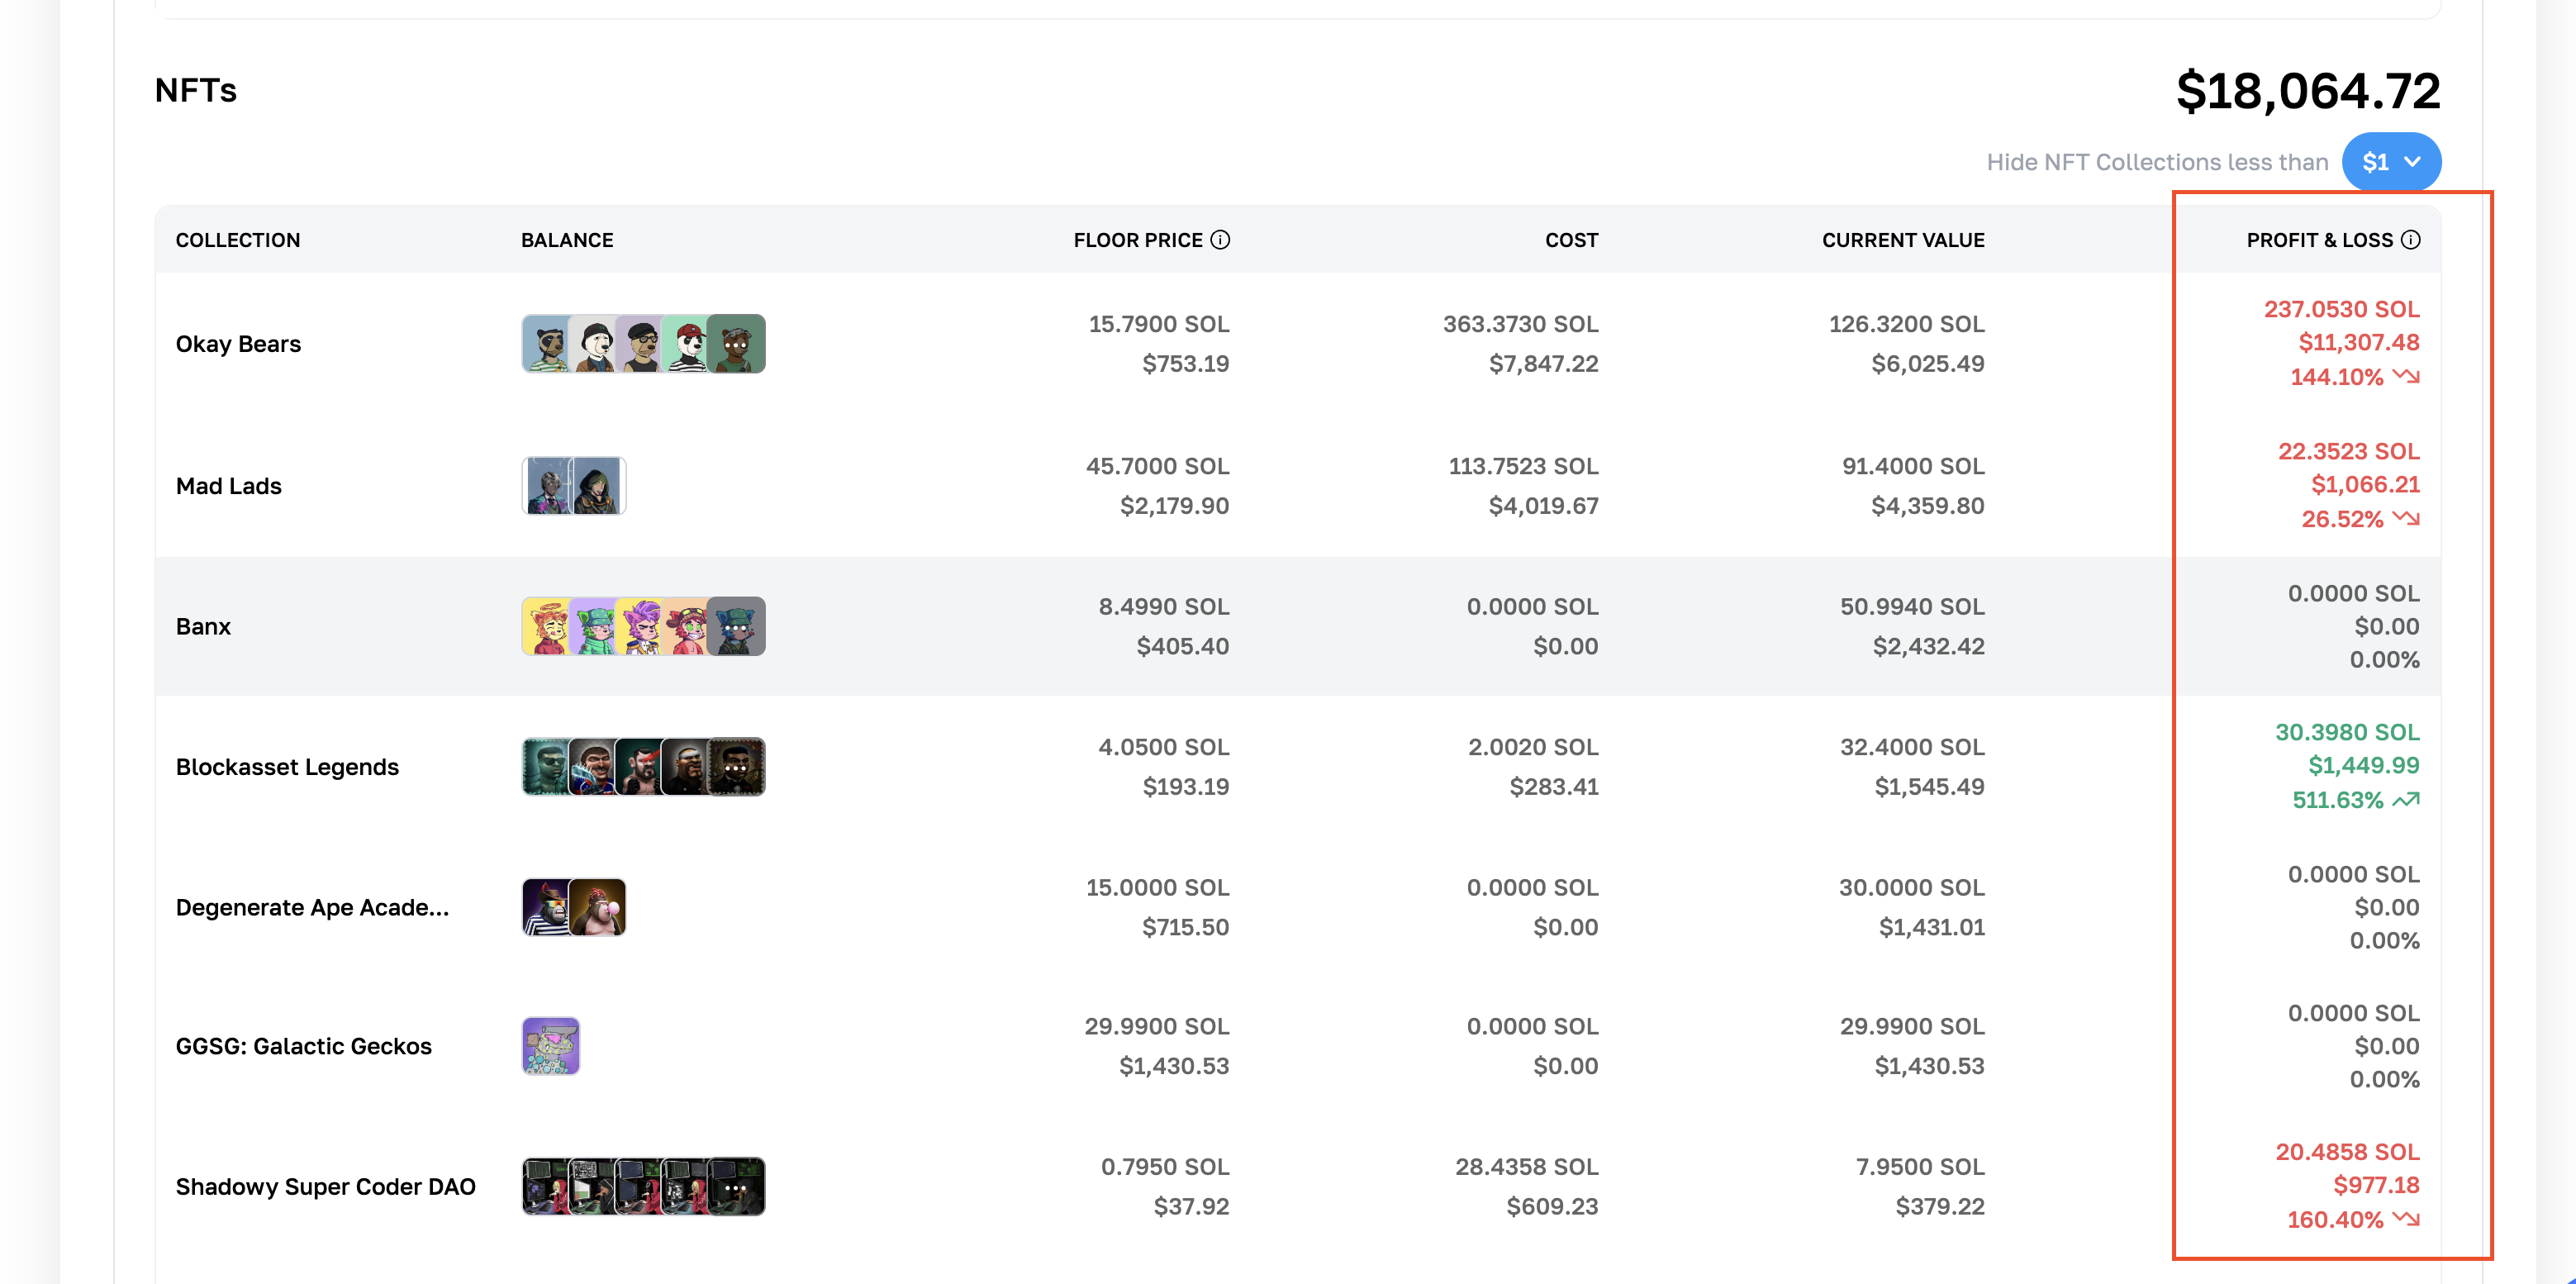 NFTs
$18,064.72
Hide NFT Collections less than $1
COLLECTION BALANCE FLOOR PRICE COST CURRENT VALUE PROFIT & LOSS
Okay Bears
15.7900 SOL
$753.19
363.3730 SOL
$7,847.22
126.3200 SOL
$6,025.49
237.0530 SOL
$11,307.48
144.10%
Mad Lads
45.7000 SOL
$2,179.90
113.7523 SOL
$4,019.67
91.4000 SOL
$4,359.80
22.3523 SOL
$1,066.21
26.52%
Banx
8.4990 SOL
$405.40
0.0000 SOL
$0.00
50.9940 SOL
$2,432.42
0.0000 SOL
$0.00
0.00%
Blockasset Legends
4.0500 SOL
$193.19
2.0020 SOL
$283.41
32.4000 SOL
$1,545.49
30.3980 SOL
$1,449.99
511.63%
Degenerate Ape Acade...
15.0000 SOL
$715.50
0.0000 SOL
$0.00
30.0000 SOL
$1,431.01
0.0000 SOL
$0.00
0.00%
GGSG: Galactic Geckos
29.9900 SOL
$1,430.53
0.0000 SOL
$0.00
29.9900 SOL
$1,430.53
0.0000 SOL
$0.00
0.00%
Shadowy Super Coder DAO
0.7950 SOL
$37.92
28.4358 SOL
$609.23
7.9500 SOL
$379.22
20.4858 SOL
$977.18
160.40%